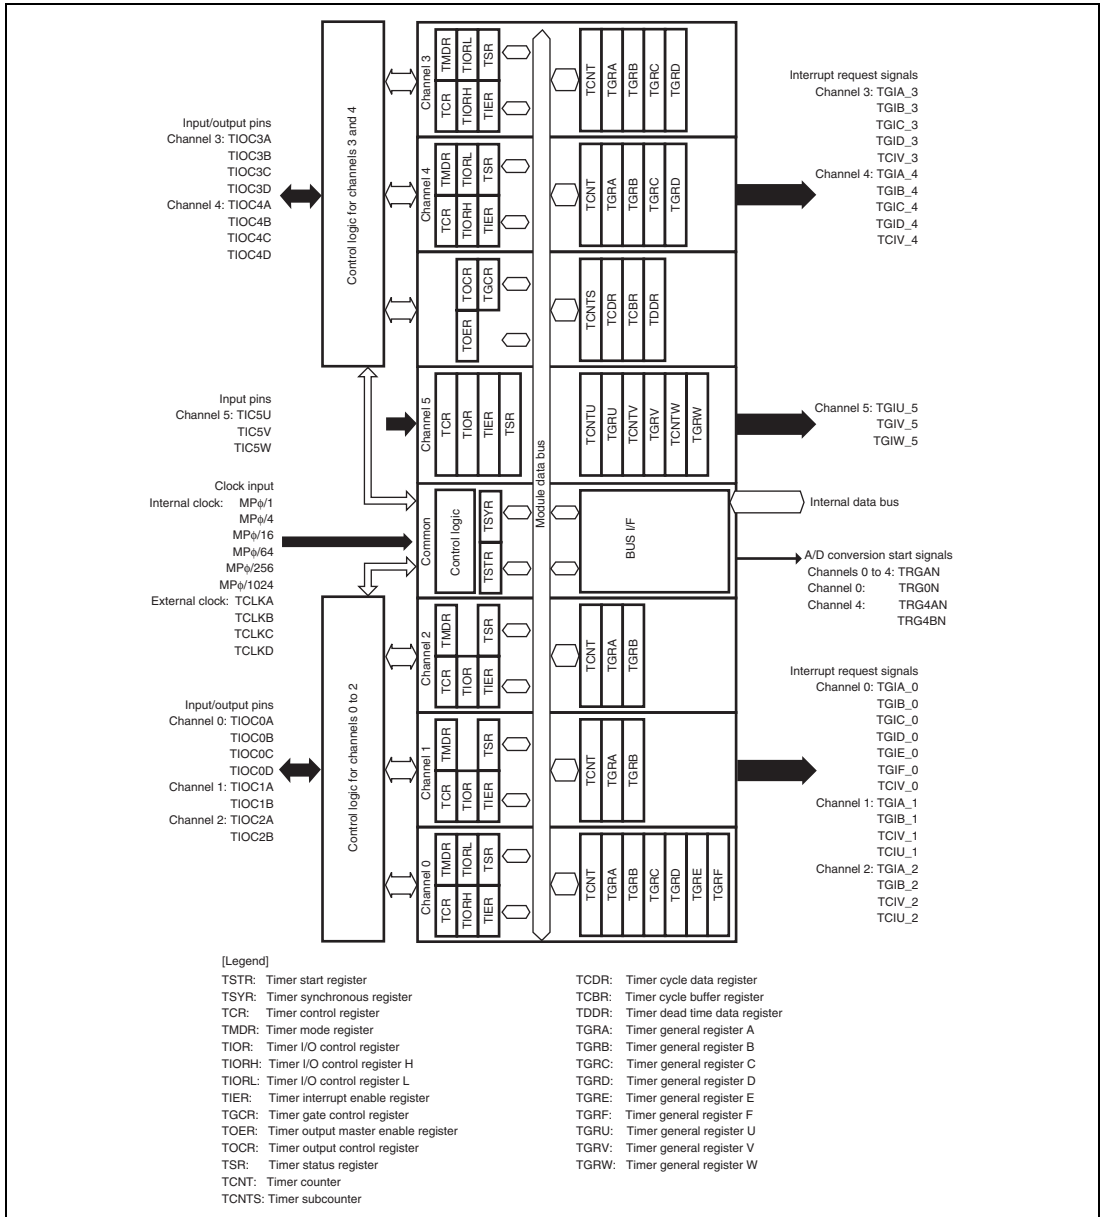 Input/output pins
Channel 3: TIOC3A
TIOC3B
TIOC3C
TIOC3D
Channel 4: TIOC4A
TIOC4B
TIOC4C
TIOC4D
Input pins
Channel 5: TIC5U
TIC5V
TIC5W
Clock input
Internal clock: MPφ/1
MPφ/4
MPφ/16
MPφ/64
MPφ/256
MPφ/1024
External clock: TCLKA
TCLKB
TCLKC
TCLKD
Input/output pins
Channel 0: TIOC0A
TIOC0B
TIOC0C
TIOC0D
Channel 1: TIOC1A
TIOC1B
Channel 2: TIOC2A
TIOC2B
Control logic for channels 3 and 4
Control logic for channels 0 to 2
Channel 3
TMDR TIORL TSR
TCR TIORH TIER
TCNT TGRA TGRB TGRC TGRD
Channel 4
TMDR TIORL TSR
TCR TIORH TIER
TCNT TGRA TGRB TGRC TGRD
TOCR TGCR
TOER
TCNTS TCDR TCBR TDDR
Channel 5
TCR TIOR TIER TSR
TCNTU TGRU TCNTV TGRV TCNTW TGRW
Module data bus
Common
Control logic
TSYR
TSTR
BUS I/F
Channel 2
TMDR TSR
TCR TIOR TIER
TCNT TGRA TGRB
Channel 1
TMDR TSR
TCR TIOR TIER
TCNT TGRA TGRB
Channel 0
TMDR TIORL TSR
TCR TIORH TIER
TCNT TGRA TGRB TGRC TGRD TGRE TGRF
Interrupt request signals
Channel 3: TGIA_3
TGIB_3
TGIC_3
TGID_3
TCIV_3
Channel 4: TGIA_4
TGIB_4
TGIC_4
TGID_4
TCIV_4
Channel 5: TGIU_5
TGIV_5
TGIW_5
Internal data bus
A/D conversion start signals
Channels 0 to 4: TRGAN
Channel 0: TRG0N
Channel 4: TRG4AN
TRG4BN
Interrupt request signals
Channel 0: TGIA_0
TGIB_0
TGIC_0
TGID_0
TGIE_0
TGIF_0
TCIV_0
Channel 1: TGIA_1
TGIB_1
TCIV_1
TCIU_1
Channel 2: TGIA_2
TGIB_2
TCIV_2
TCIU_2
[Legend]
TSTR: Timer start register
TSYR: Timer synchronous register
TCR: Timer control register
TMDR: Timer mode register
TIOR: Timer I/O control register
TIORH: Timer I/O control register H
TIORL: Timer I/O control register L
TIER: Timer interrupt enable register
TGCR: Timer gate control register
TOER: Timer output master enable register
TOCR: Timer output control register
TSR: Timer status register
TCNT: Timer counter
TCNTS: Timer subcounter
TCDR: Timer cycle data register
TCBR: Timer cycle buffer register
TDDR: Timer dead time data register
TGRA: Timer general register A
TGRB: Timer general register B
TGRC: Timer general register C
TGRD: Timer general register D
TGRE: Timer general register E
TGRF: Timer general register F
TGRU: Timer general register U
TGRV: Timer general register V
TGRW: Timer general register W